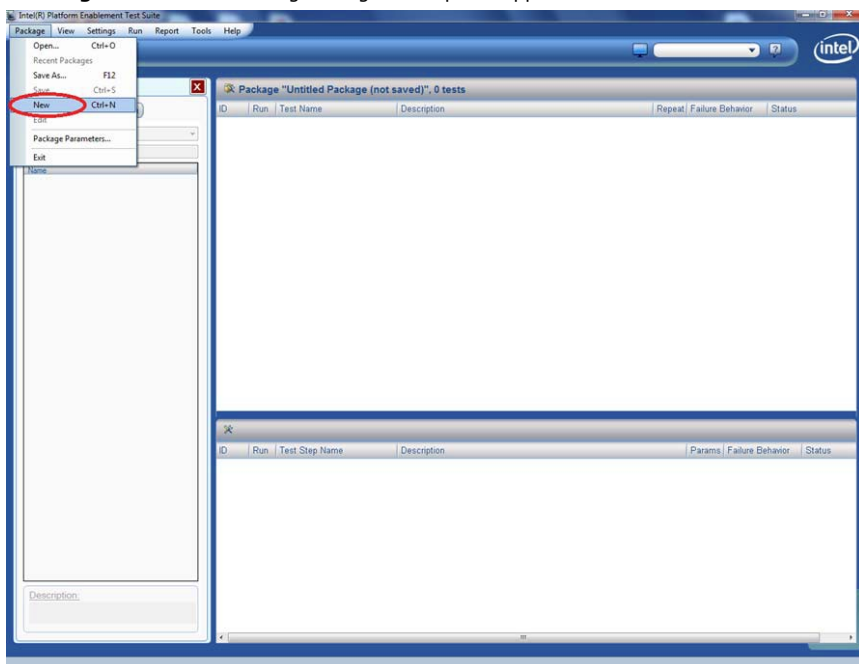 Intel(R) Platform Enablement Test Suite
Package View Settings Run Report Tools Help
Open... Ctrl+O
Recent Packages
Save As... F12
Save Ctrl+S
New Ctrl+N
Edit
Package Parameters...
Exit
intel
Package "Untitled Package (not saved)", 0 tests
ID Run Test Name Description Repeat Failure Behavior Status
Name
ID Run Test Step Name Description Params Failure Behavior Status
Description: